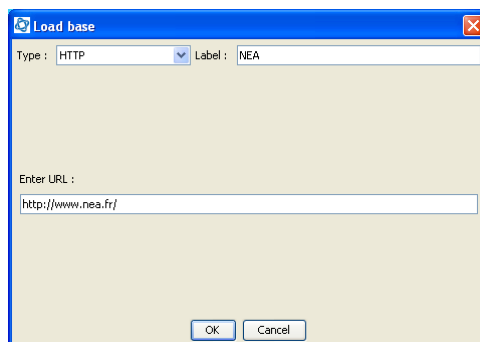 Load base
Type : HTTP Label : NEA
Enter URL :
http://www.nea.fr/
OK Cancel